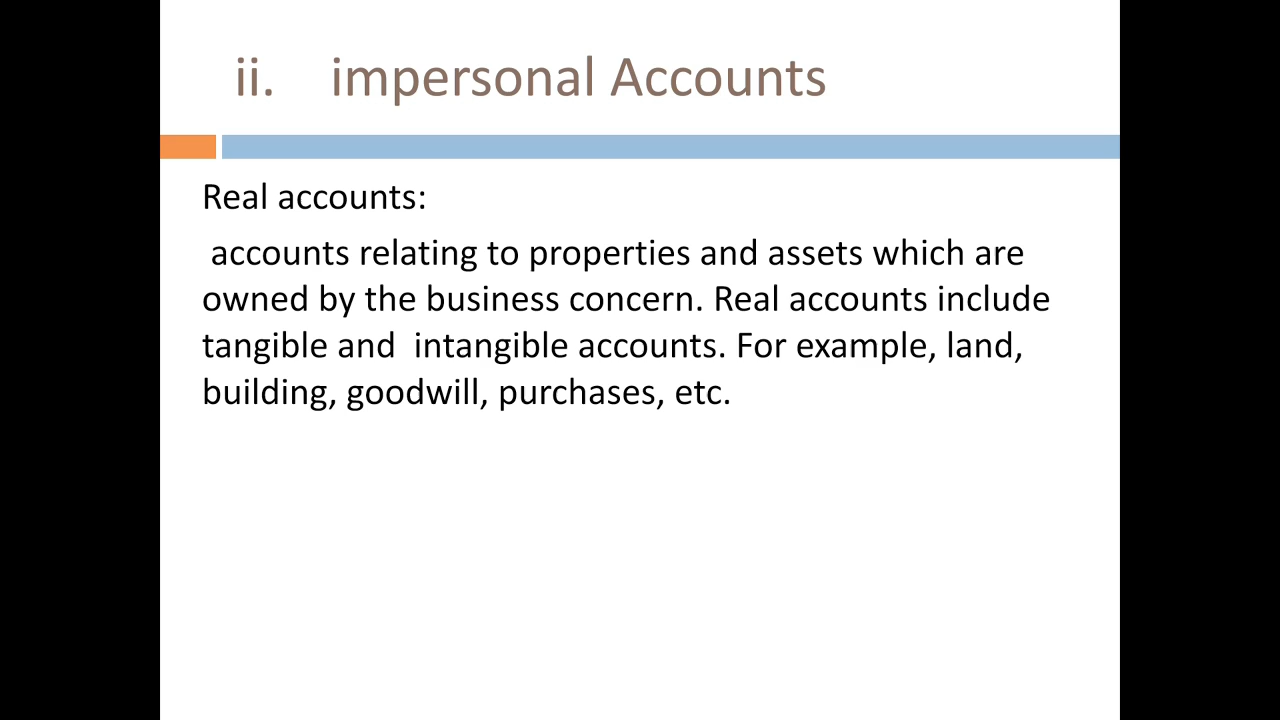 ii. impersonal Accounts
Real accounts:
accounts relating to properties and assets which are
owned by the business concern. Real accounts include
tangible and intangible accounts. For example, land,
building, goodwill, purchases, etc.